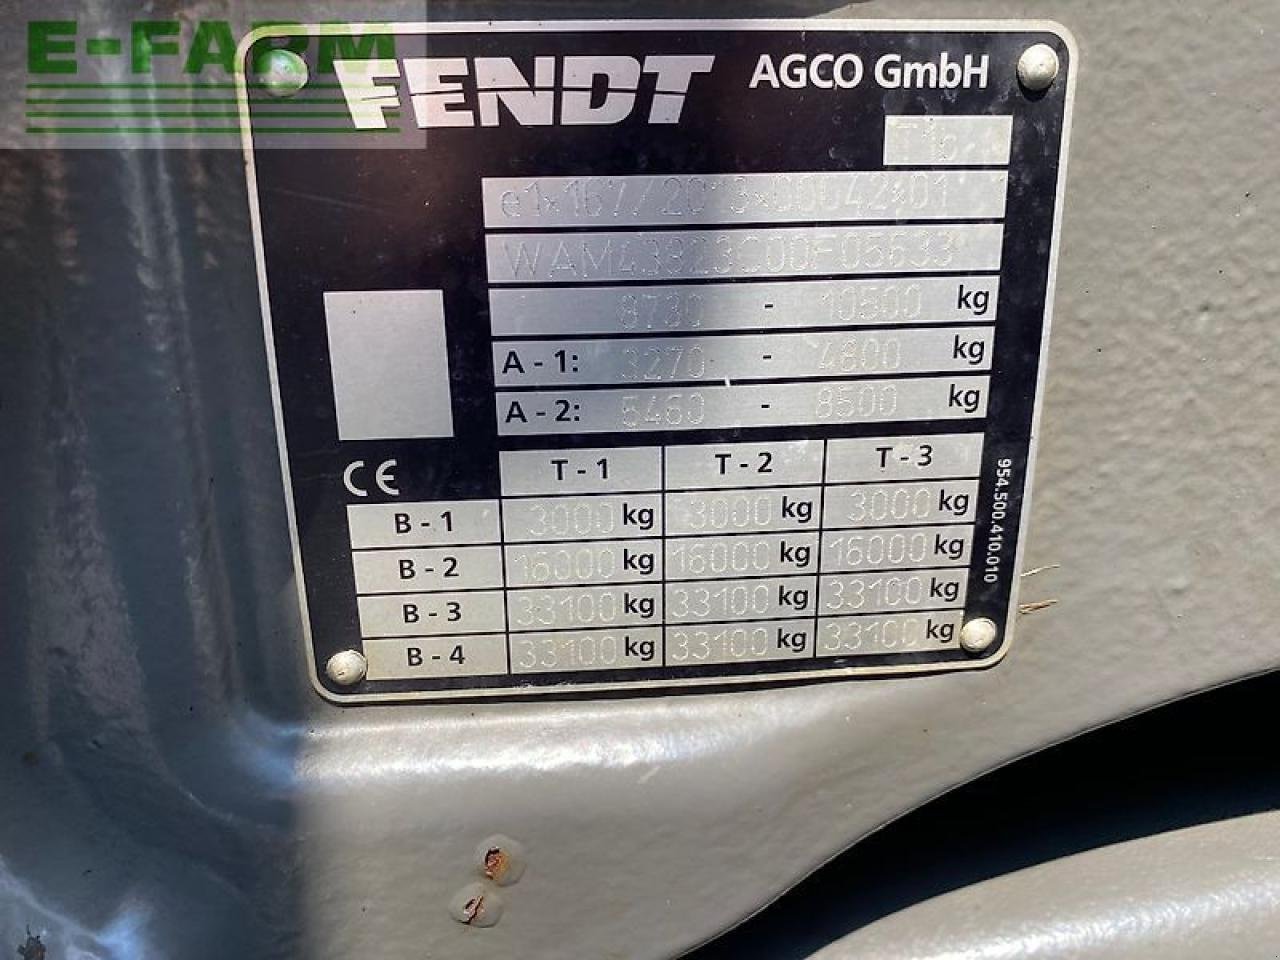 E-FARM
FENDT AGCO GmbH
T1c
e1*167/2013*00042*01
WAM43823C00F05633
8730 - 10500 kg
A - 1: 3270 - 4800 kg
A - 2: 5460 - 8500 kg
CE
T - 1 T - 2 T - 3
B - 1 3000 kg 3000 kg 3000 kg
B - 2 16000 kg 16000 kg 16000 kg
B - 3 33100 kg 33100 kg 33100 kg
B - 4 33100 kg 33100 kg 33100 kg
954.500.410.010